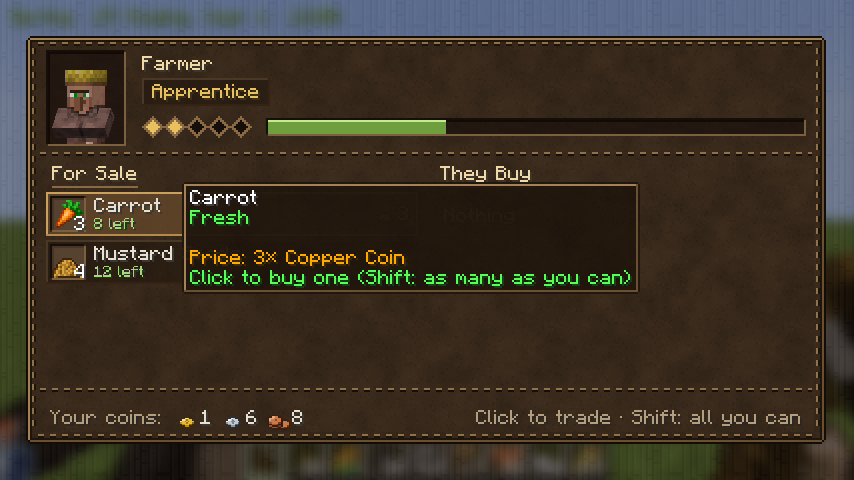 Farmer
Apprentice
For Sale
They Buy
Carrot
3
8 left
Mustard
4
12 left
Carrot
Fresh
Price: 3× Copper Coin
Click to buy one (Shift: as many as you can)
Your coins: 1 6 8
Click to trade · Shift: all you can